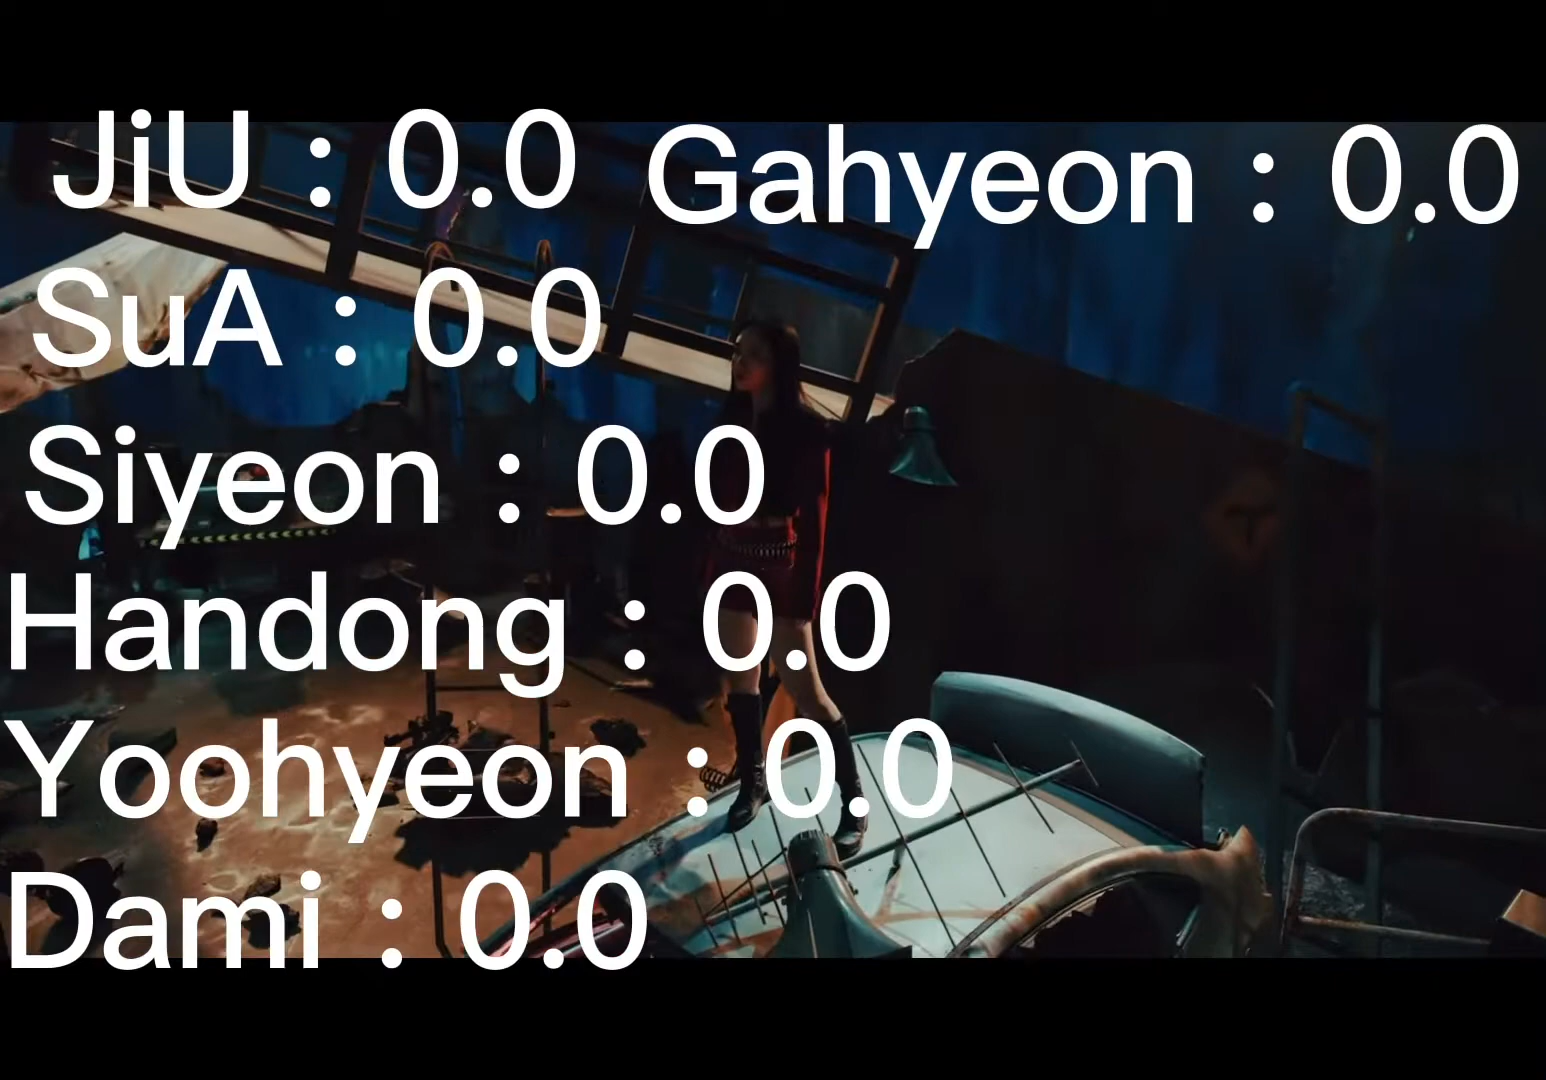 JiU : 0.0
Gahyeon : 0.0
SuA : 0.0
Siyeon : 0.0
Handong : 0.0
Yoohyeon : 0.0
Dami : 0.0